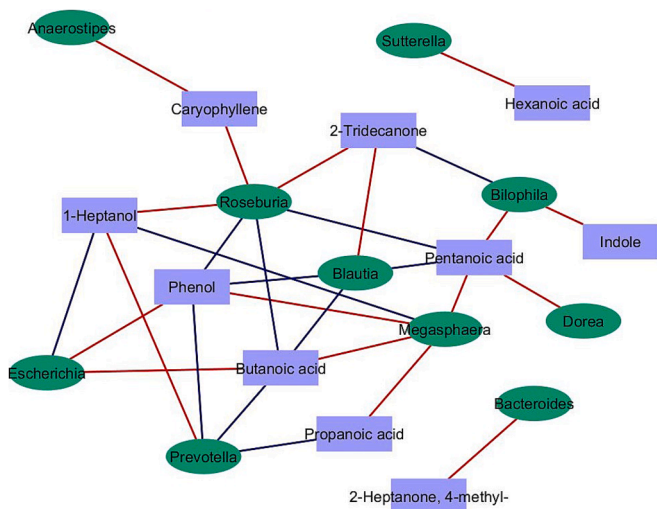 Anaerostipes
Sutterella
Caryophyllene
Hexanoic acid
2-Tridecanone
Roseburia
Bilophila
1-Heptanol
Indole
Pentanoic acid
Blautia
Phenol
Dorea
Megasphaera
Butanoic acid
Escherichia
Bacteroides
Propanoic acid
Prevotella
2-Heptanone, 4-methyl-